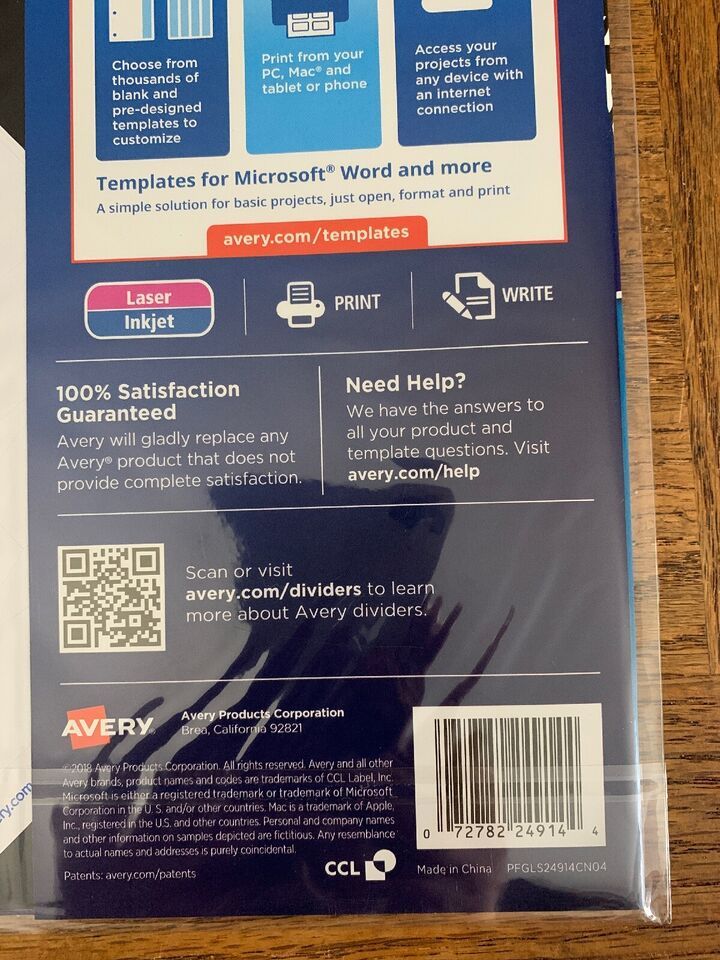 Choose from
thousands of
blank and
pre-designed
templates to
customize
Print from your
PC, Mac® and
tablet or phone
Access your
projects from
any device with
an internet
connection
Templates for Microsoft® Word and more
A simple solution for basic projects, just open, format and print
avery.com/templates
Laser
Inkjet
PRINT
WRITE
100% Satisfaction
Guaranteed
Avery will gladly replace any
Avery® product that does not
provide complete satisfaction.
Need Help?
We have the answers to
all your product and
template questions. Visit
avery.com/help
Scan or visit
avery.com/dividers to learn
more about Avery dividers.
AVERY
Avery Products Corporation
Brea, California 92821
©2018 Avery Products Corporation. All rights reserved. Avery and all other
Avery brands, product names and codes are trademarks of CCL Label, Inc.
Microsoft is either a registered trademark or trademark of Microsoft
Corporation in the U.S. and/or other countries. Mac is a trademark of Apple,
Inc., registered in the U.S. and other countries. Personal and company names
and other information on samples depicted are fictitious. Any resemblance
to actual names and addresses is purely coincidental.
Patents: avery.com/patents
CCL
0 72782 24914 4
Made in China PFGLS24914CN04
ry.com